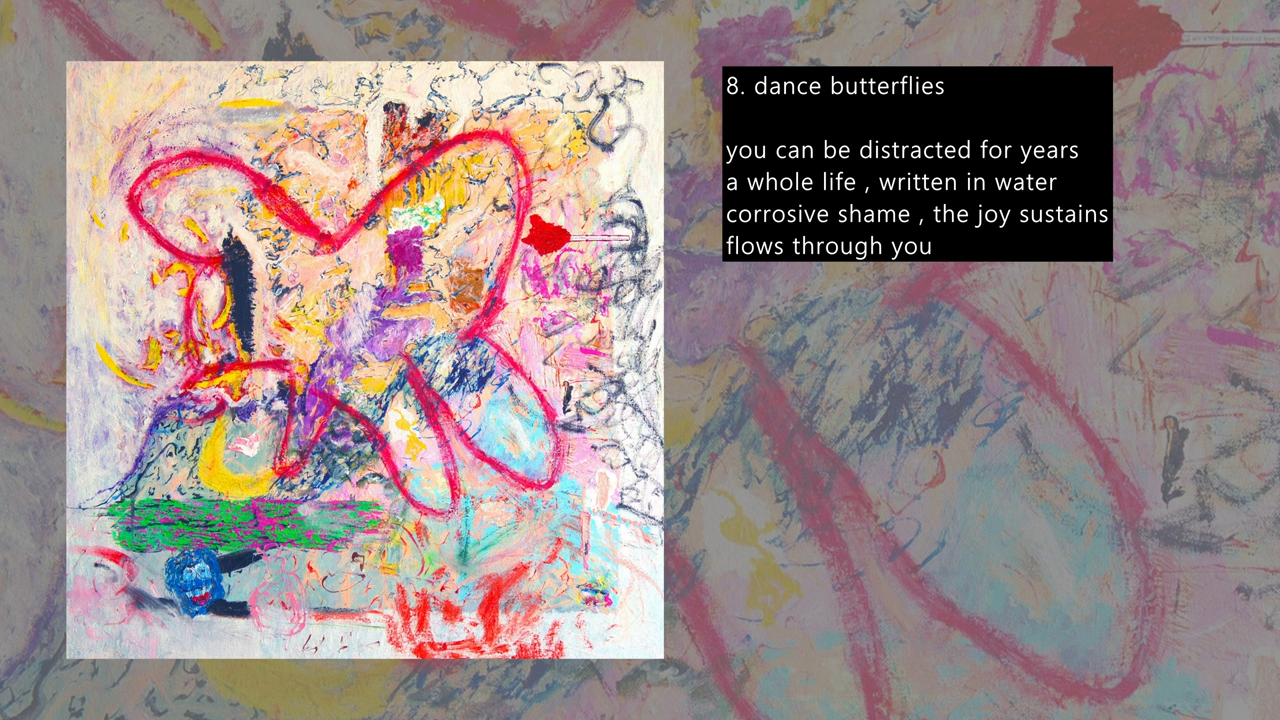 8. dance butterflies
you can be distracted for years
a whole life , written in water
corrosive shame , the joy sustains
flows through you